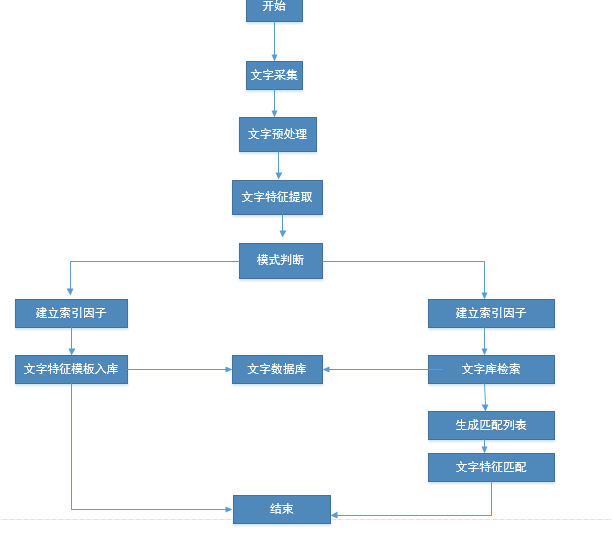 开始
文字采集
文字预处理
文字特征提取
模式判断
建立索引因子
建立索引因子
文字特征模板入库
文字数据库
文字库检索
生成匹配列表
文字特征匹配
结束